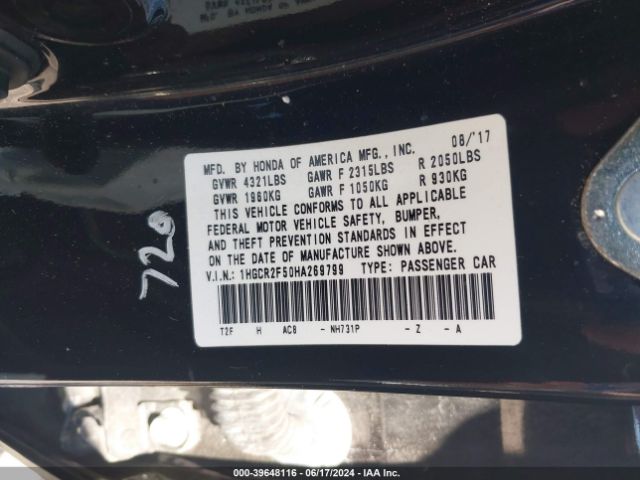 MFD. BY HONDA OF AMERICA MFG., INC. 08/'17
GVWR 4321LBS GAWR F 2315LBS R 2050LBS
GVWR 1960KG GAWR F 1050KG R 930KG
THIS VEHICLE CONFORMS TO ALL APPLICABLE
FEDERAL MOTOR VEHICLE SAFETY, BUMPER,
AND THEFT PREVENTION STANDARDS IN EFFECT
ON THE DATE OF MANUFACTURE SHOWN ABOVE.
V.I.N.: 1HGCR2F50HA269799 TYPE: PASSENGER CAR
T2F H AC8 - NH731P - Z - A
720
000-39648116 - 06/17/2024 - IAA Inc.